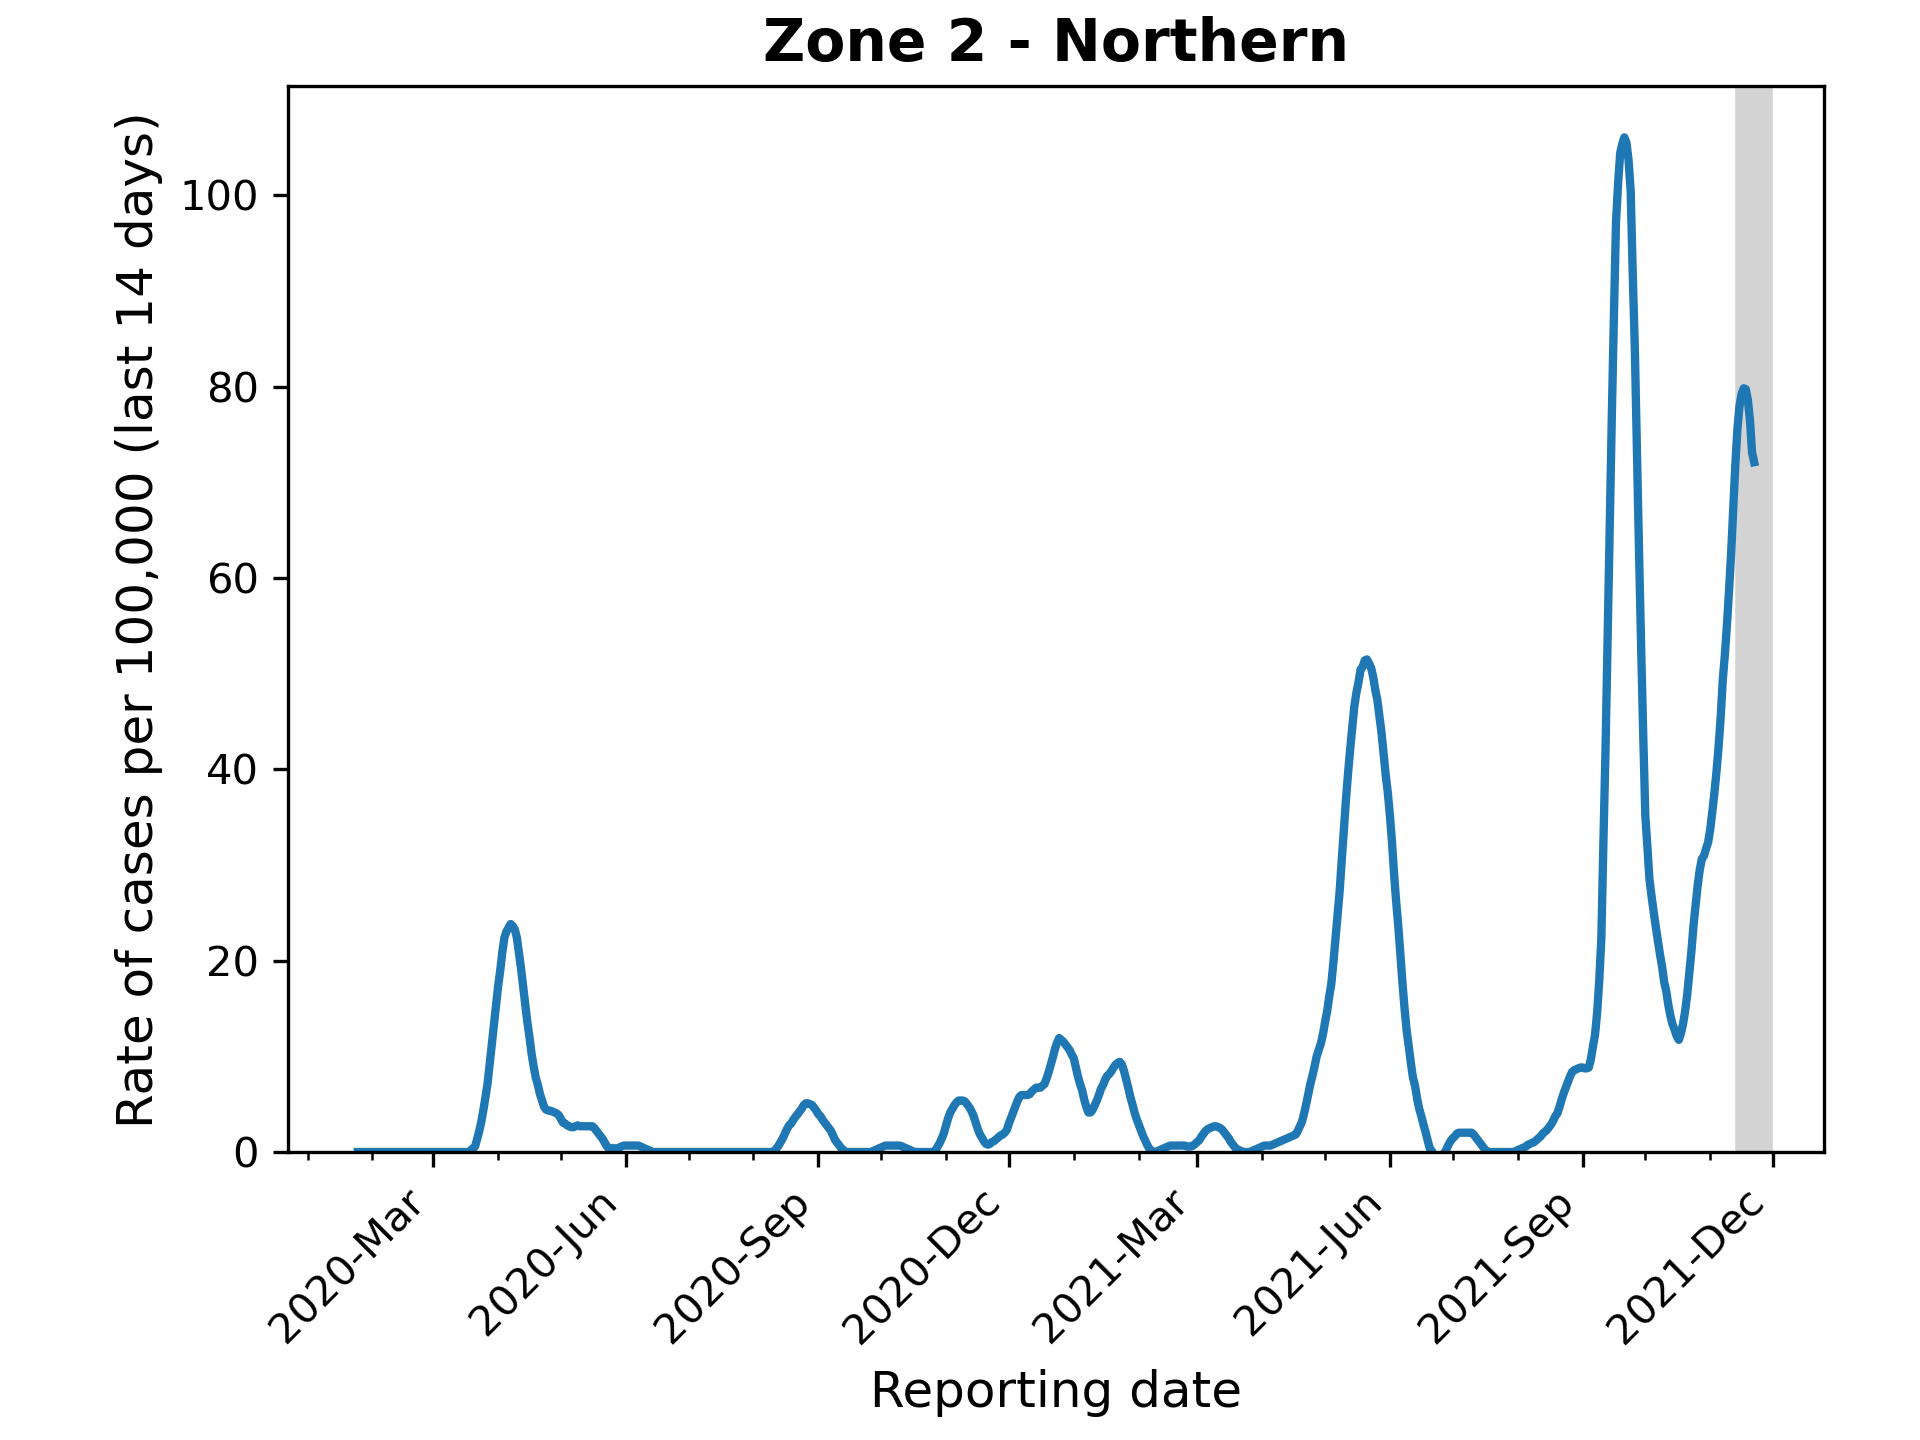 Zone 2 - Northern
Rate of cases per 100,000 (last 14 days)
100
80
60
40
20
0
2020-Mar
2020-Jun
2020-Sep
2020-Dec
2021-Mar
2021-Jun
2021-Sep
2021-Dec
Reporting date